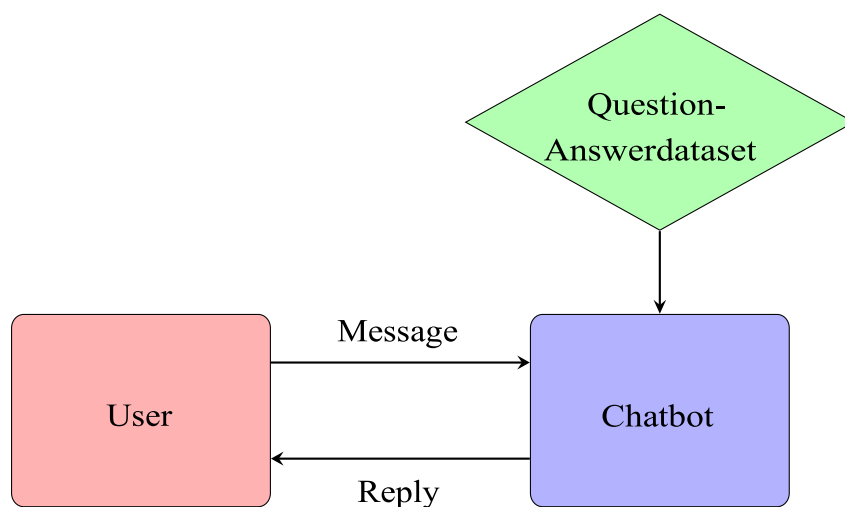 Question-
Answerdataset
Message
User
Chatbot
Reply